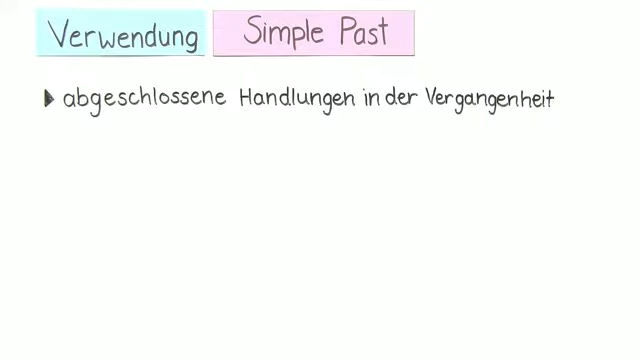 Verwendung Simple Past
▶ abgeschlossene Handlungen in der Vergangenheit